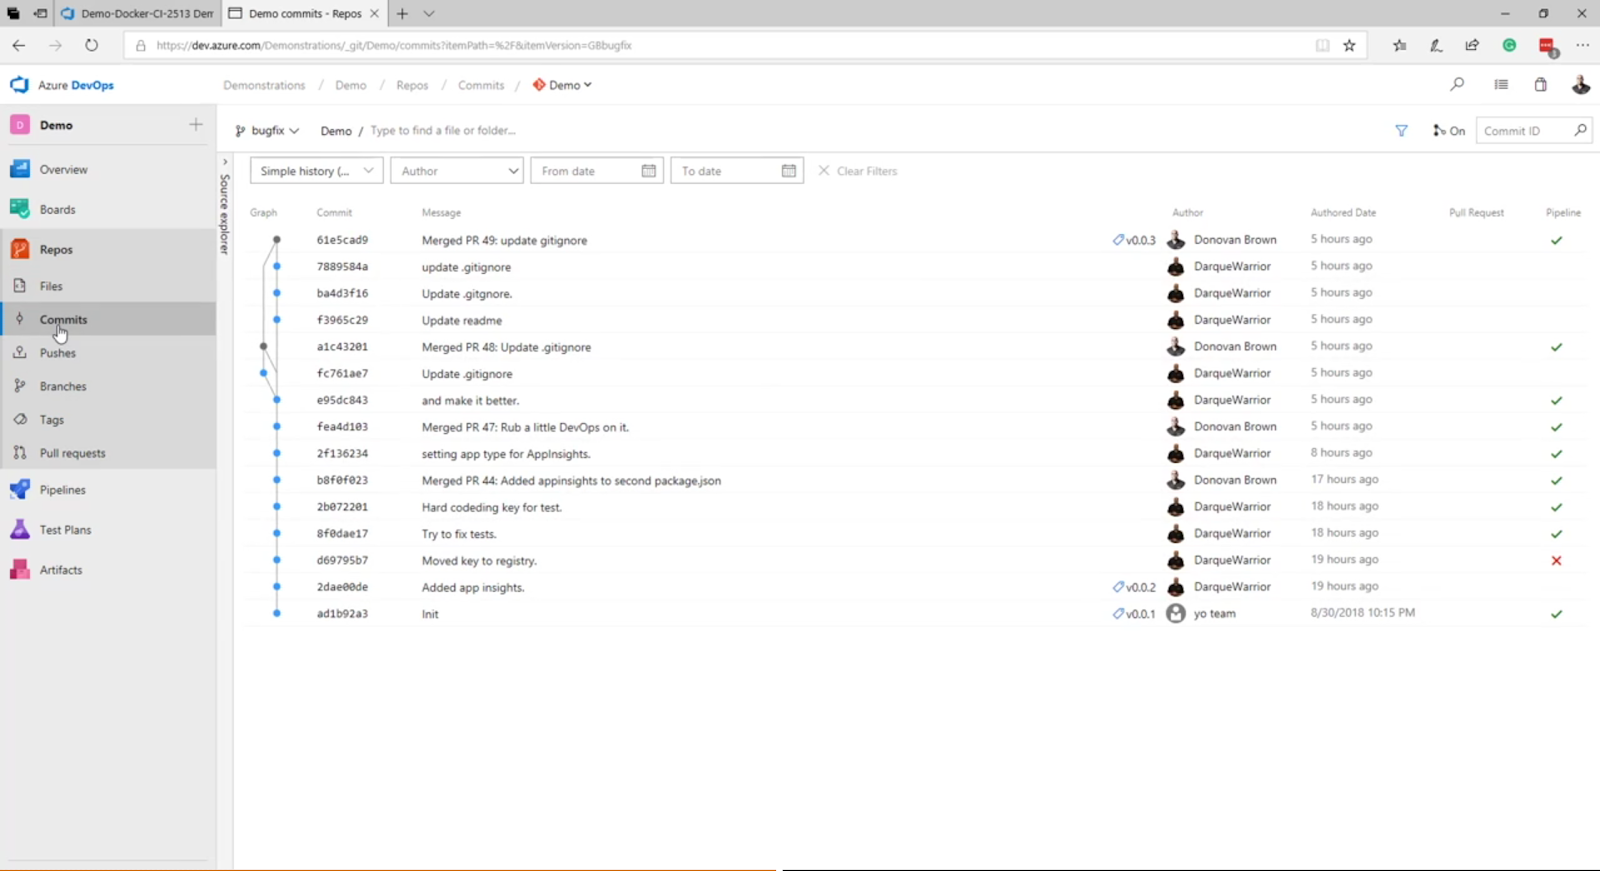 Demo-Docker-CI-2513 Dem
Demo commits - Repos
https://dev.azure.com/Demonstrations/_git/Demo/commits?itemPath=%2F&itemVersion=GBbugfix
Azure DevOps
Demonstrations / Demo / Repos / Commits / Demo
D Demo
bugfix Demo / Type to find a file or folder...
On Commit ID
Overview
Boards
Repos
Files
Commits
Pushes
Branches
Tags
Pull requests
Pipelines
Test Plans
Artifacts
Source explorer
Simple history (... Author From date To date Clear Filters
Graph Commit Message Author Authored Date Pull Request Pipeline
61e5cad9 Merged PR 49: update gitignore v0.0.3 Donovan Brown 5 hours ago
7889584a update .gitignore DarqueWarrior 5 hours ago
ba4d3f16 Update .gitgnore. DarqueWarrior 5 hours ago
f3965c29 Update readme DarqueWarrior 5 hours ago
a1c43201 Merged PR 48: Update .gitignore Donovan Brown 5 hours ago
fc761ae7 Update .gitignore DarqueWarrior 5 hours ago
e95dc843 and make it better. DarqueWarrior 5 hours ago
fea4d103 Merged PR 47: Rub a little DevOps on it. Donovan Brown 5 hours ago
2f136234 setting app type for AppInsights. DarqueWarrior 8 hours ago
b8f0f023 Merged PR 44: Added appinsights to second package.json Donovan Brown 17 hours ago
2b072201 Hard codeding key for test. DarqueWarrior 18 hours ago
8f0dae17 Try to fix tests. DarqueWarrior 18 hours ago
d69795b7 Moved key to registry. DarqueWarrior 19 hours ago
2dae00de Added app insights. v0.0.2 DarqueWarrior 19 hours ago
ad1b92a3 Init v0.0.1 yo team 8/30/2018 10:15 PM